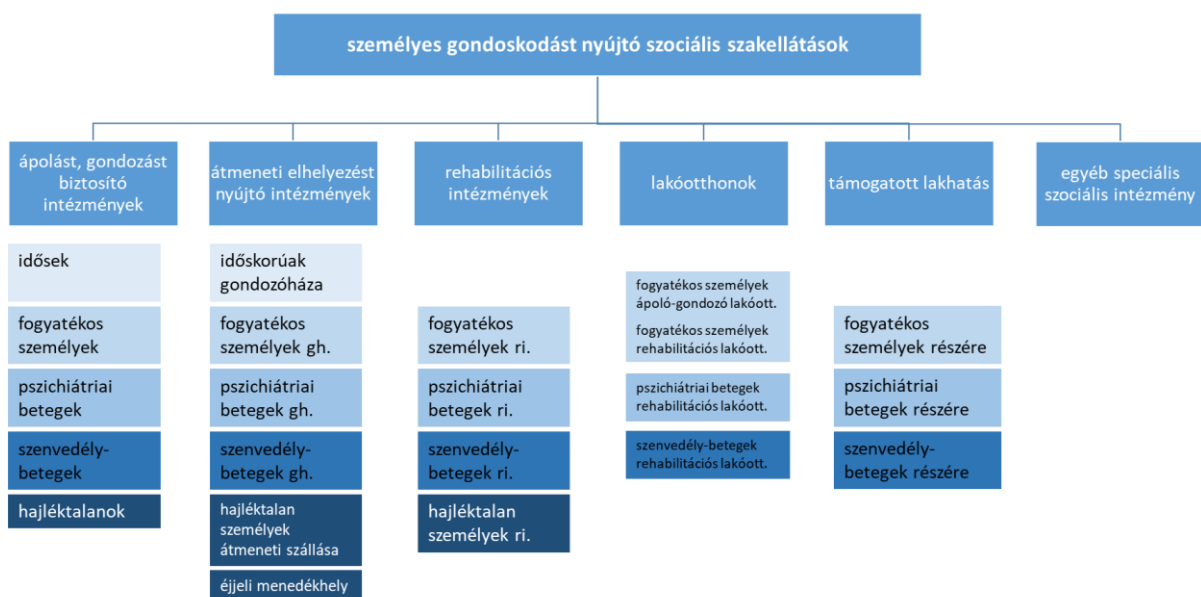 személyes gondoskodást nyújtó szociális szakellátások
ápolást, gondozást
biztosító
intézmények
átmeneti elhelyezést
nyújtó intézmények
rehabilitációs
intézmények
lakóotthonok
támogatott lakhatás
egyéb speciális
szociális intézmény
idősek
fogyatékos
személyek
pszichiátriai
betegek
szenvedély-
betegek
hajléktalanok
időskorúak
gondozóháza
fogyatékos
személyek gh.
pszichiátriai
betegek gh.
szenvedély-
betegek gh.
hajléktalan
személyek
átmeneti szállása
éjjeli menedékhely
fogyatékos
személyek ri.
pszichiátriai
betegek ri.
szenvedély-
betegek ri.
hajléktalan
személyek ri.
fogyatékos személyek
ápoló-gondozó lakóott.
fogyatékos személyek
rehabilitációs lakóott.
pszichiátriai betegek
rehabilitációs lakóott.
szenvedély-betegek
rehabilitációs lakóott.
fogyatékos
személyek részére
pszichiátriai
betegek részére
szenvedély-
betegek részére